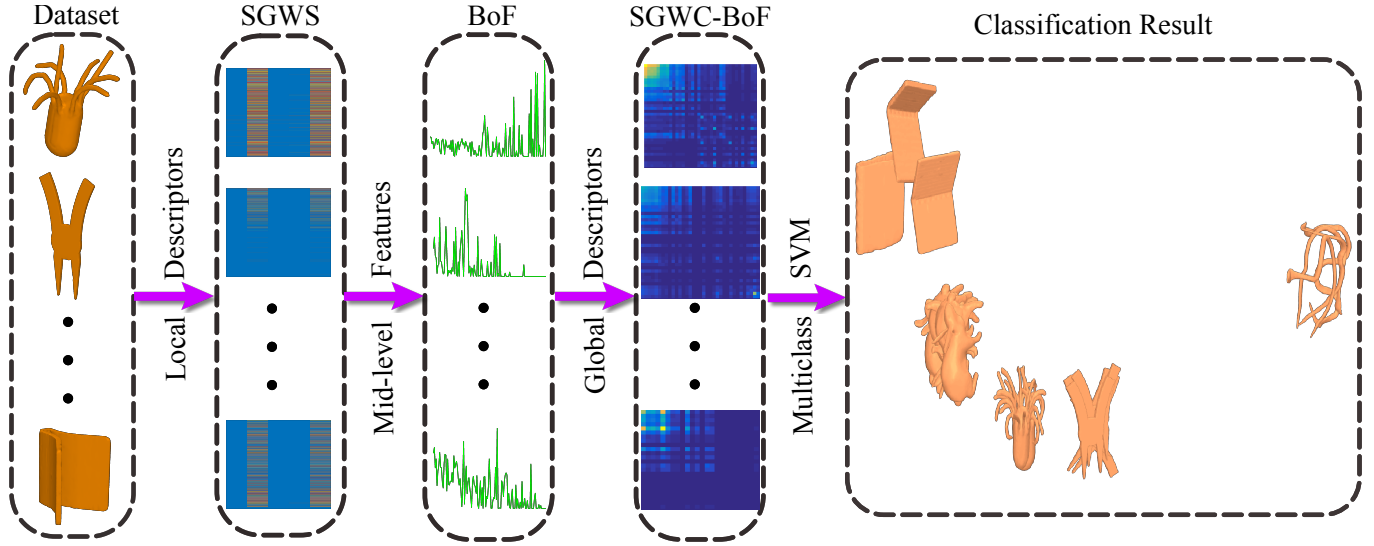 Dataset
SGWS
BoF
SGWC-BoF
Classification Result
Local Descriptors
Mid-level Features
Global Descriptors
Multiclass SVM